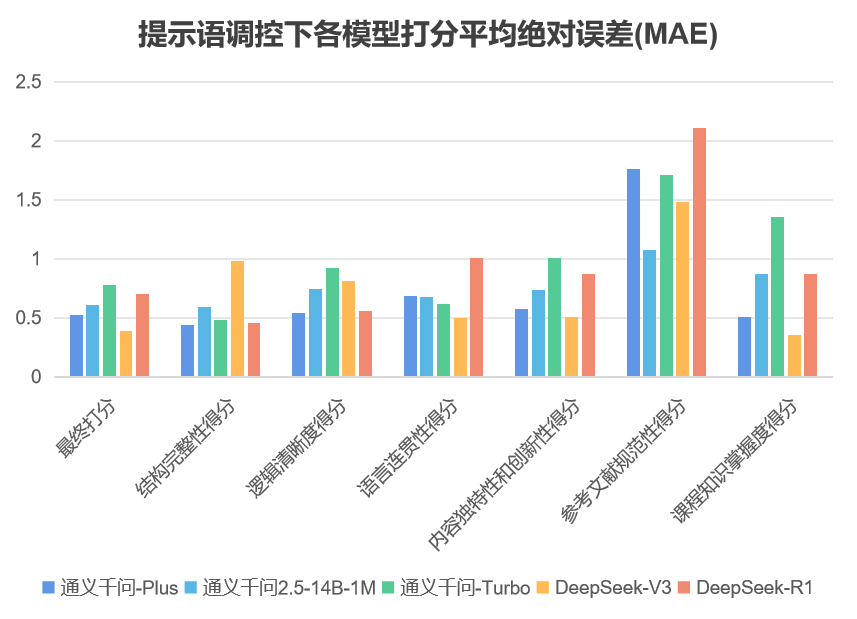 提示语调控下各模型打分平均绝对误差(MAE)
2.5
2
1.5
1
0.5
0
最终打分
结构完整性得分
逻辑清晰度得分
语言连贯性得分
内容独特性和创新性得分
参考文献规范性得分
课程知识掌握度得分
通义千问-Plus 通义千问2.5-14B-1M 通义千问-Turbo DeepSeek-V3 DeepSeek-R1